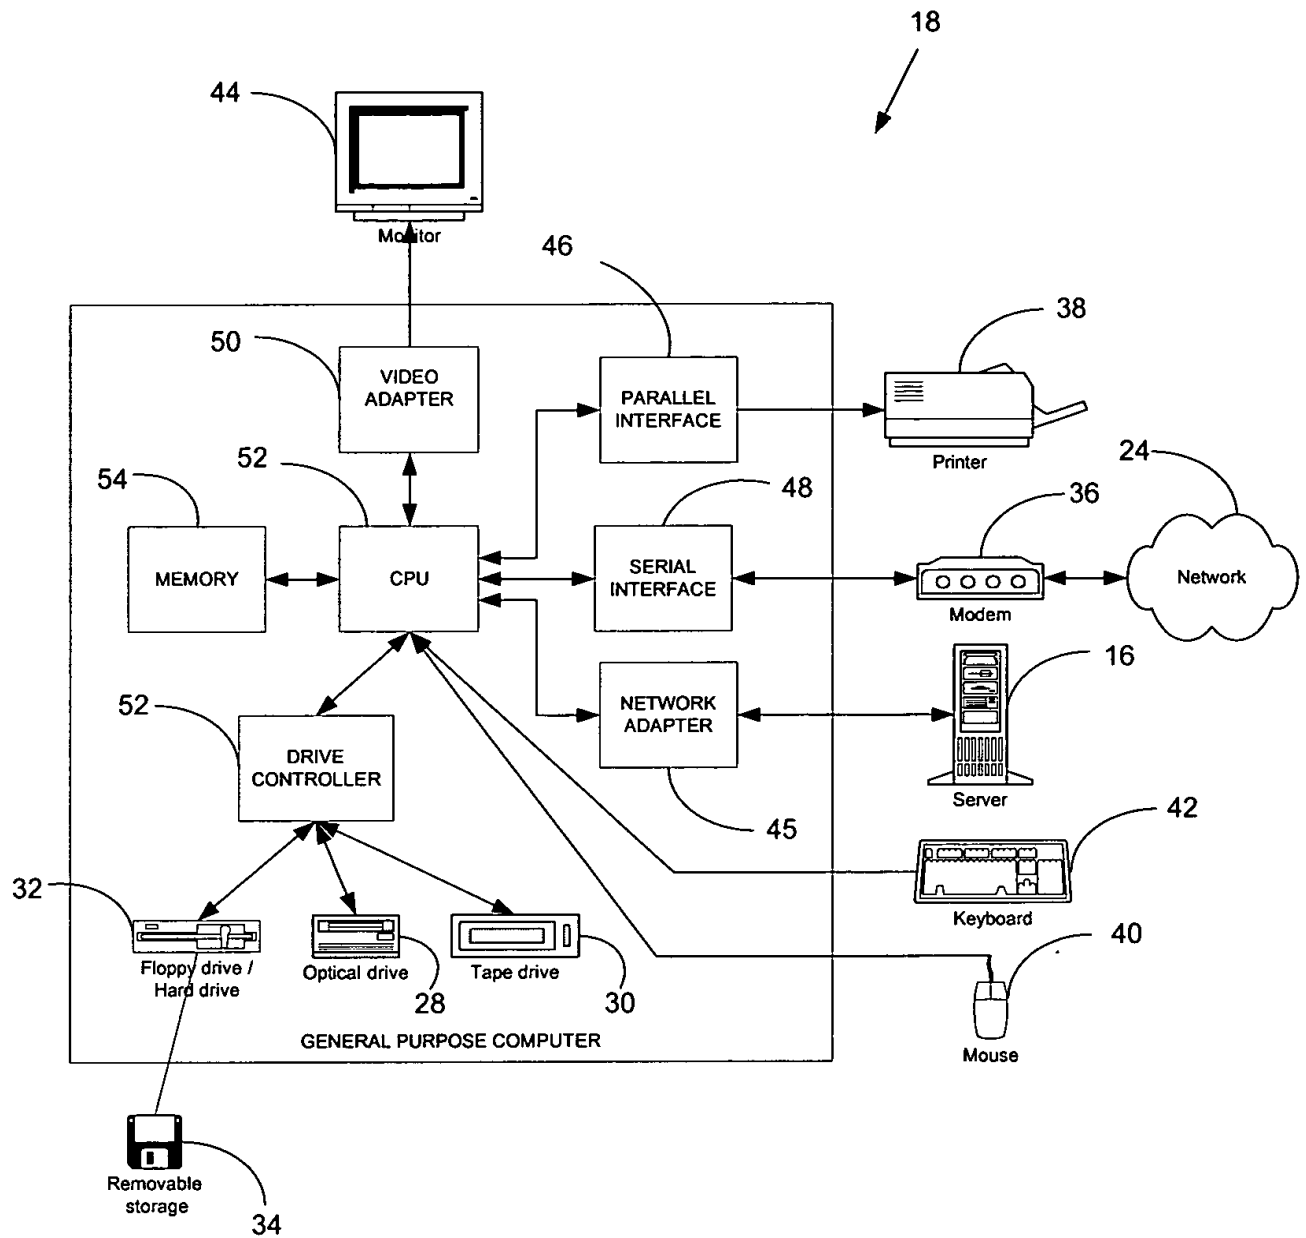 18
44
Monitor
46
38
50
VIDEO
ADAPTER
PARALLEL
INTERFACE
Printer
24
52
54
48
36
MEMORY
CPU
SERIAL
INTERFACE
Modem
Network
16
52
NETWORK
ADAPTER
DRIVE
CONTROLLER
Server
45
42
32
Keyboard
40
Floppy drive /
Hard drive
Optical drive
28
Tape drive
30
GENERAL PURPOSE COMPUTER
Mouse
Removable
storage
34